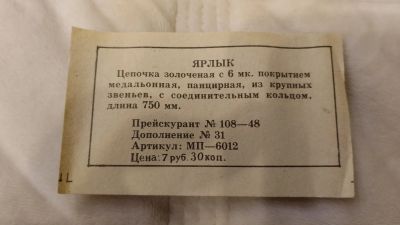 ЯРЛЫК
Цепочка золоченая с 6 мк. покрытием
медальонная, панцирная, из крупных
звеньев, с соединительным кольцом.
длина 750 мм.
Прейскурант № 108—48
Дополнение № 31
Артикул: МП—6012
Цена: 7 руб. 30 коп.